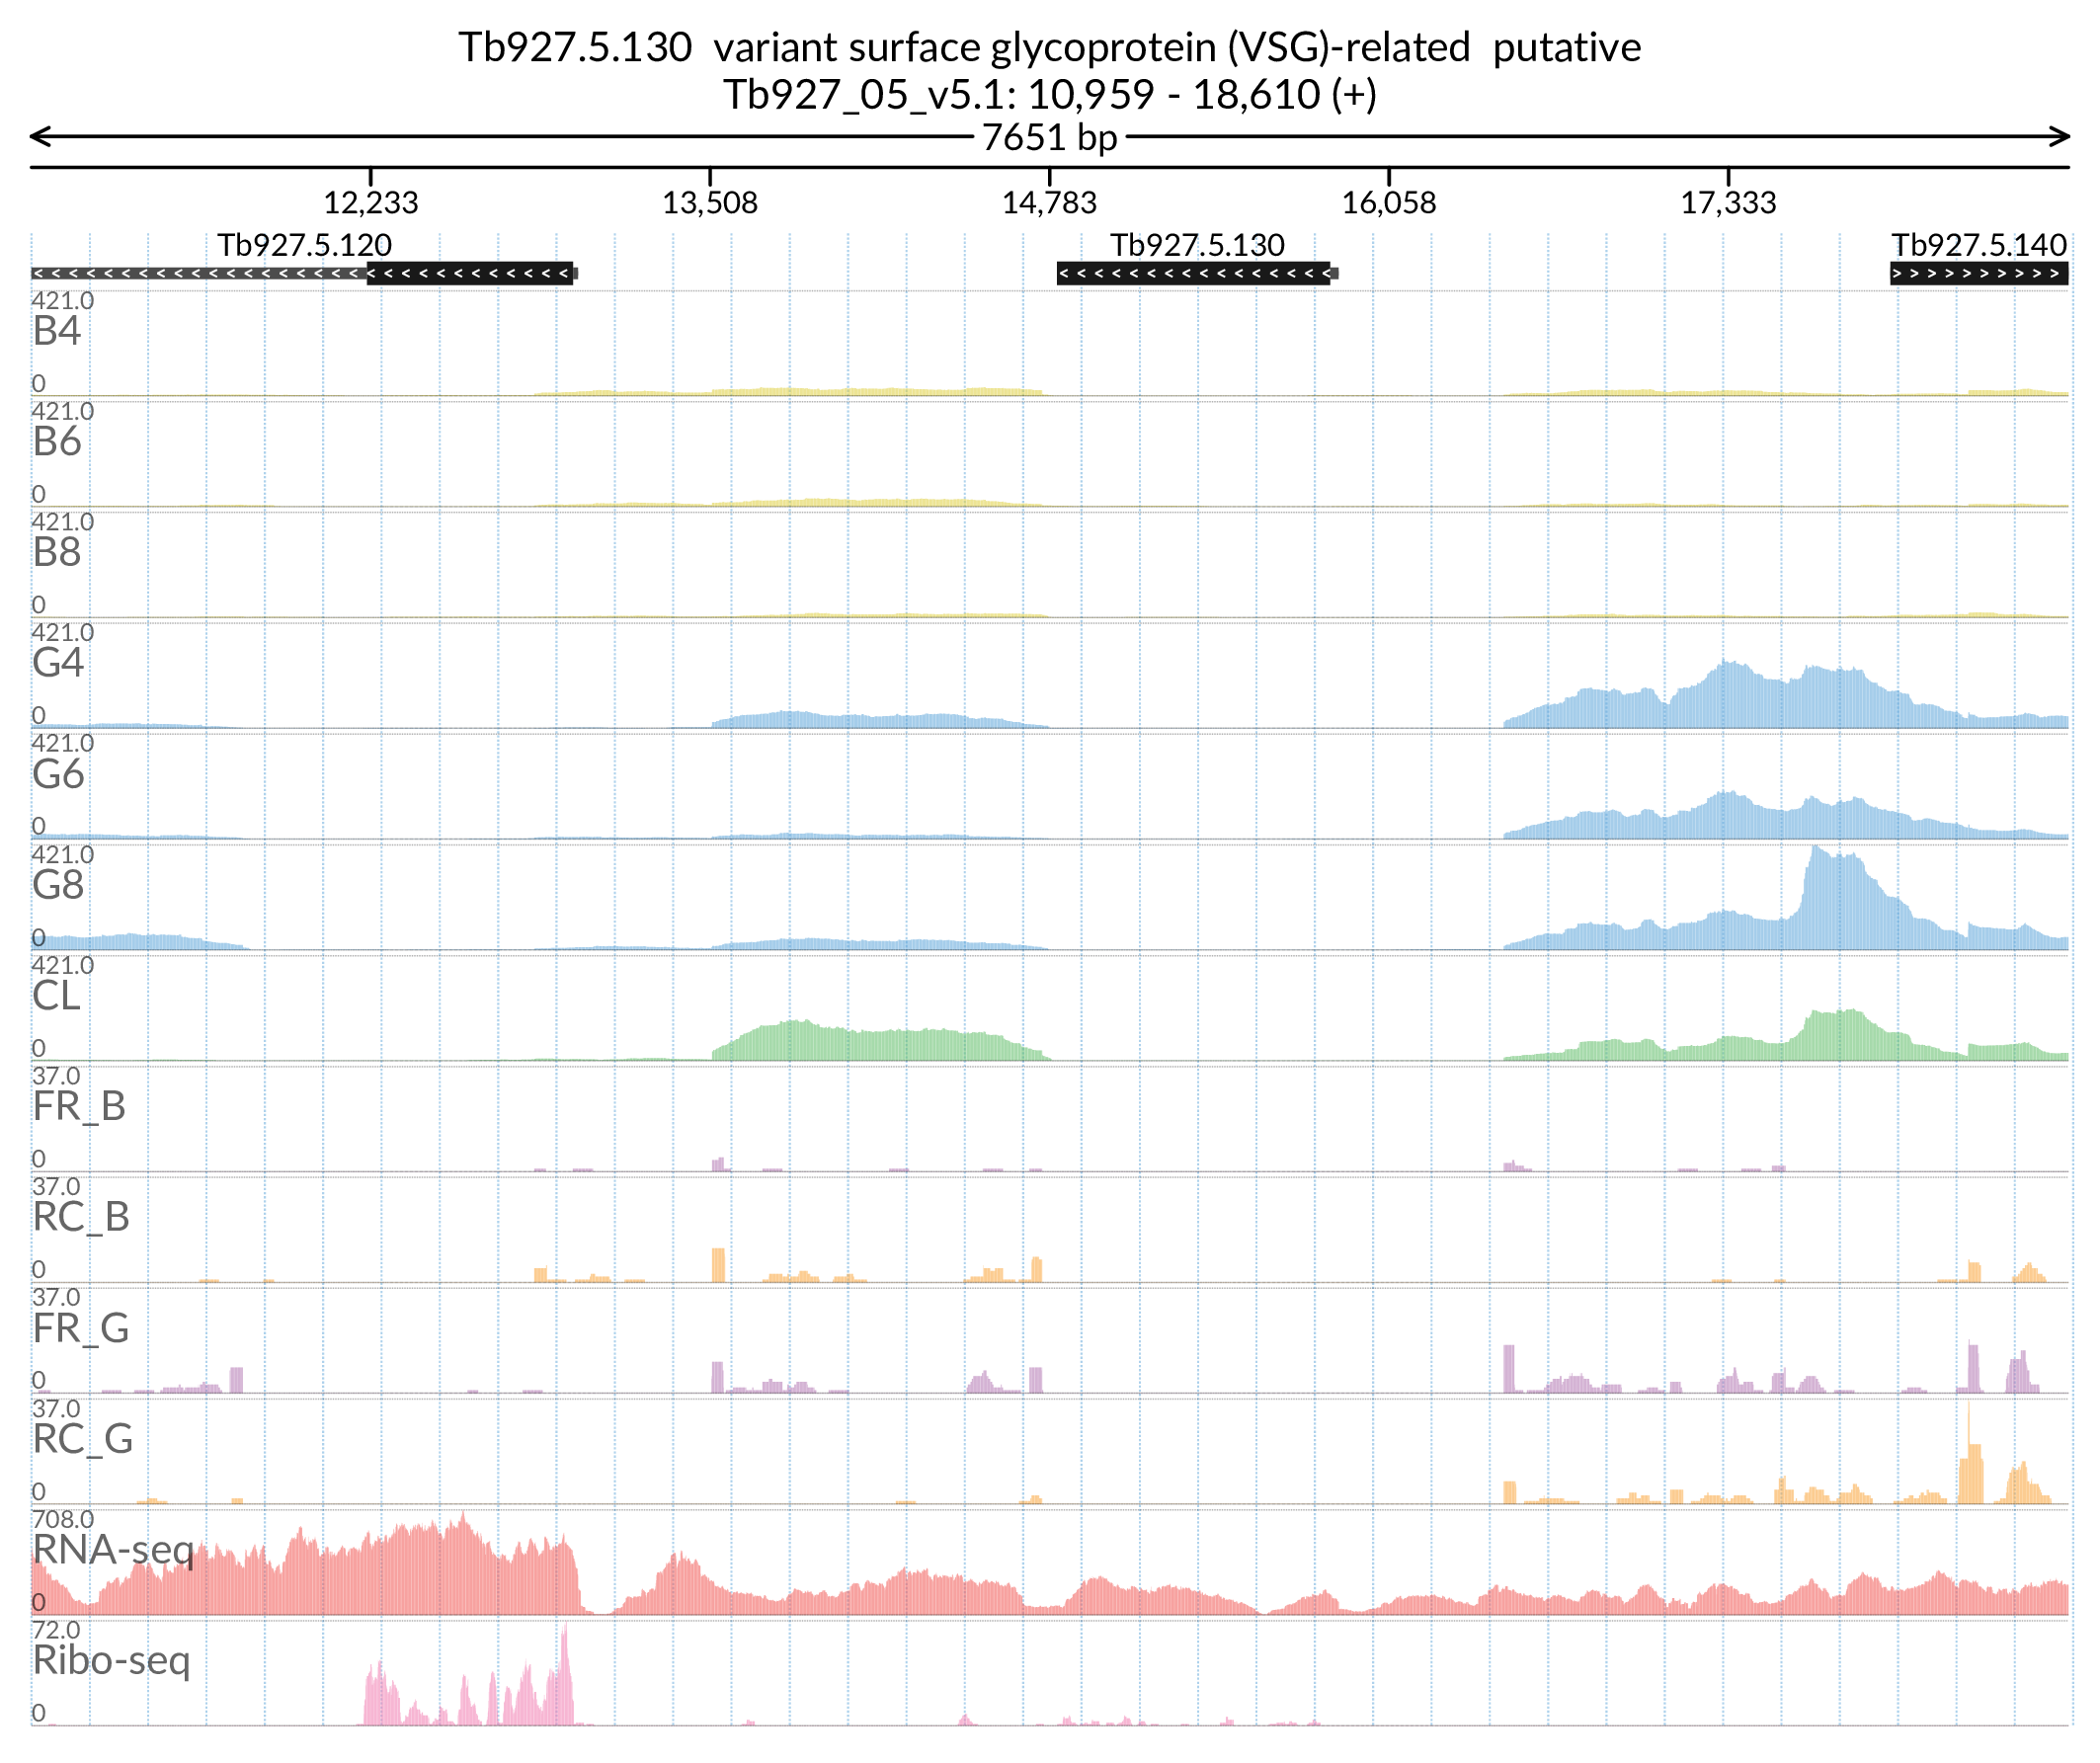 Tb927.5.130  variant surface glycoprotein (VSG)-related  putative
Tb927_05_v5.1: 10,959 - 18,610 (+)
7651 bp
12,233 13,508 14,783 16,058 17,333
Tb927.5.120 Tb927.5.130 Tb927.5.140
421.0
B4
0
421.0
B6
0
421.0
B8
0
421.0
G4
0
421.0
G6
0
421.0
G8
0
421.0
CL
0
37.0
FR_B
0
37.0
RC_B
0
37.0
FR_G
0
37.0
RC_G
0
708.0
RNA-seq
0
72.0
Ribo-seq
0